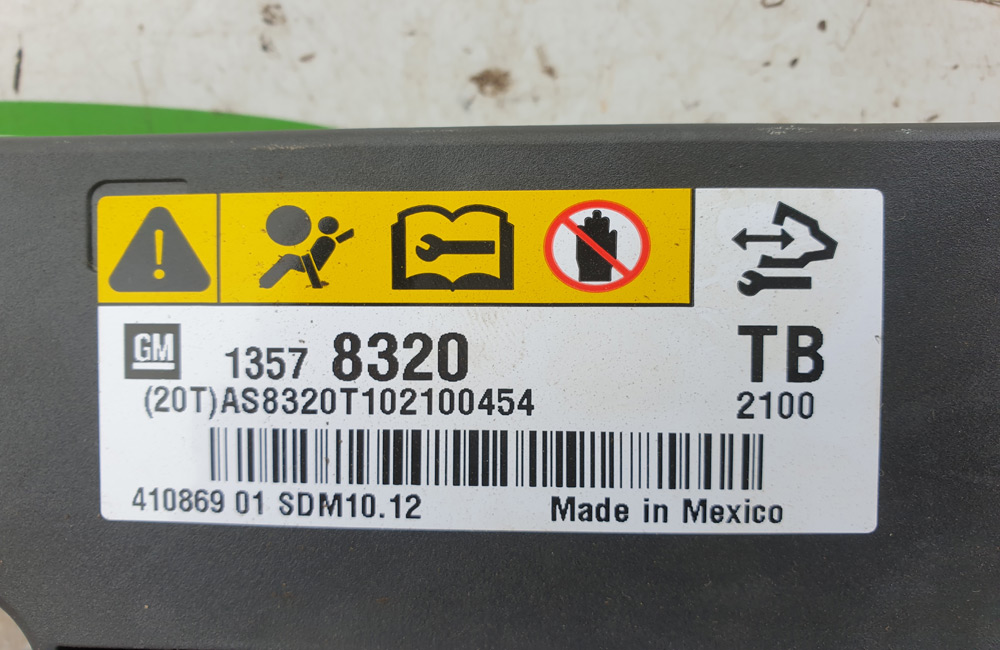 GM 1357 8320 TB
(20T)AS8320T102100454 2100
410869 01 SDM10.12 Made in Mexico